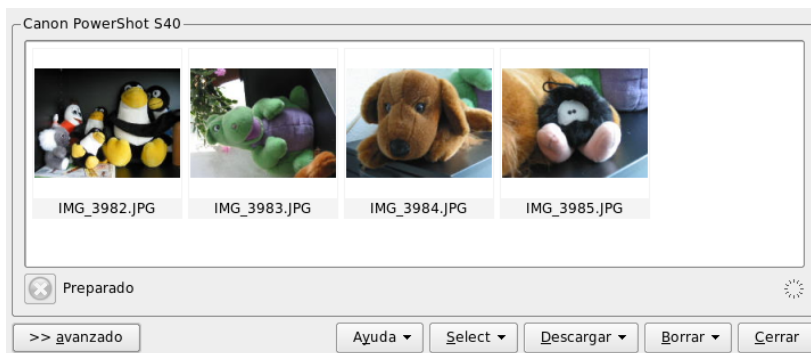 Canon PowerShot S40
IMG_3982.JPG IMG_3983.JPG IMG_3984.JPG IMG_3985.JPG
Preparado
>> avanzado Ayuda Select Descargar Borrar Cerrar